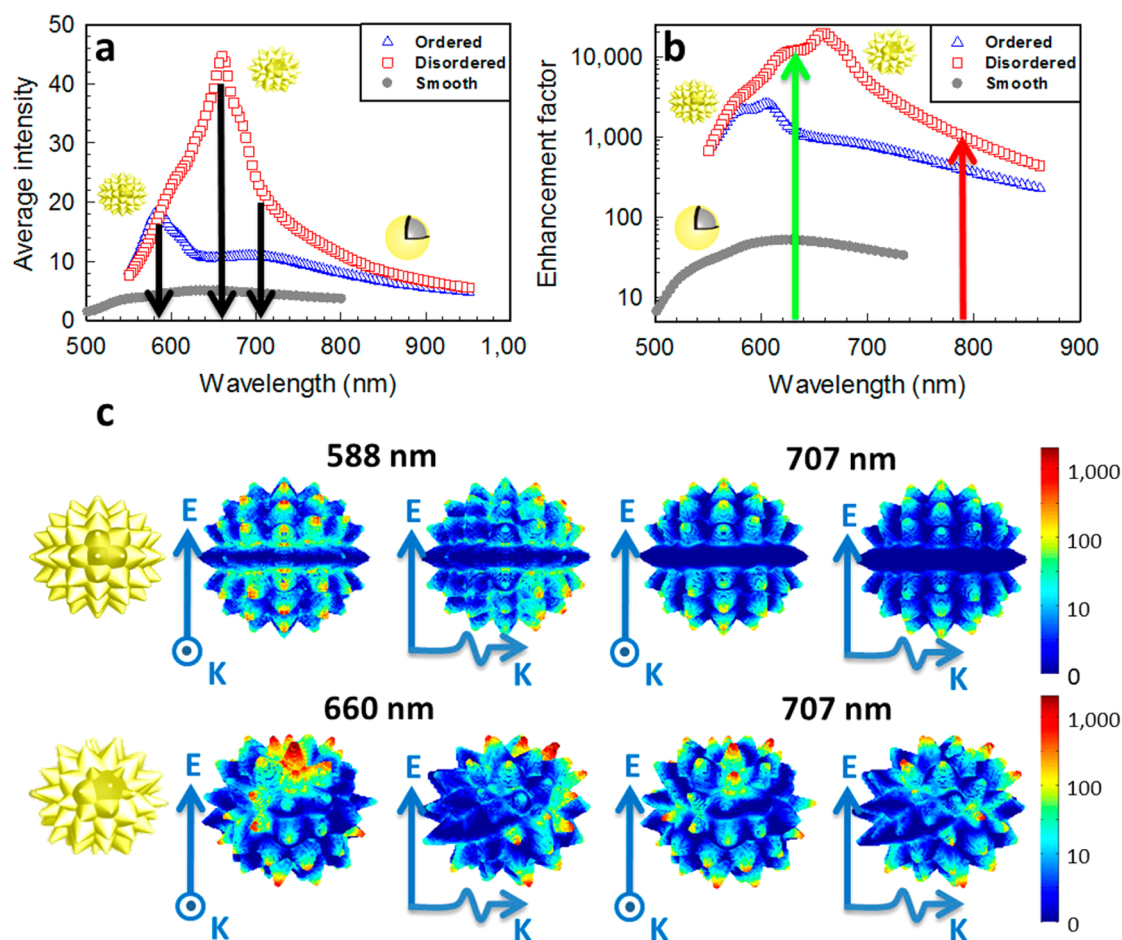 a
Average intensity
50
40
30
20
10
0
500
600
700
800
900
1,00
Wavelength (nm)
Ordered
Disordered
Smooth
b
Enhancement factor
10,000
1,000
100
10
500
600
700
800
900
Wavelength (nm)
Ordered
Disordered
Smooth
c
588 nm
707 nm
E
K
E
K
E
K
E
K
1,000
100
10
0
660 nm
707 nm
E
K
E
K
E
K
E
K
1,000
100
10
0